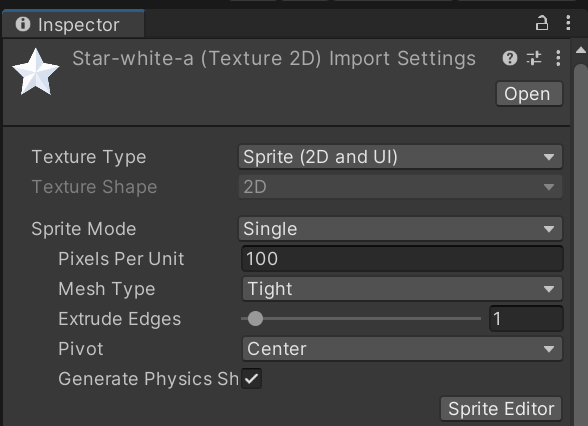 Inspector
Star-white-a (Texture 2D) Import Settings
Open
Texture Type Sprite (2D and UI)
Texture Shape 2D
Sprite Mode Single
Pixels Per Unit 100
Mesh Type Tight
Extrude Edges 1
Pivot Center
Generate Physics Sh
Sprite Editor